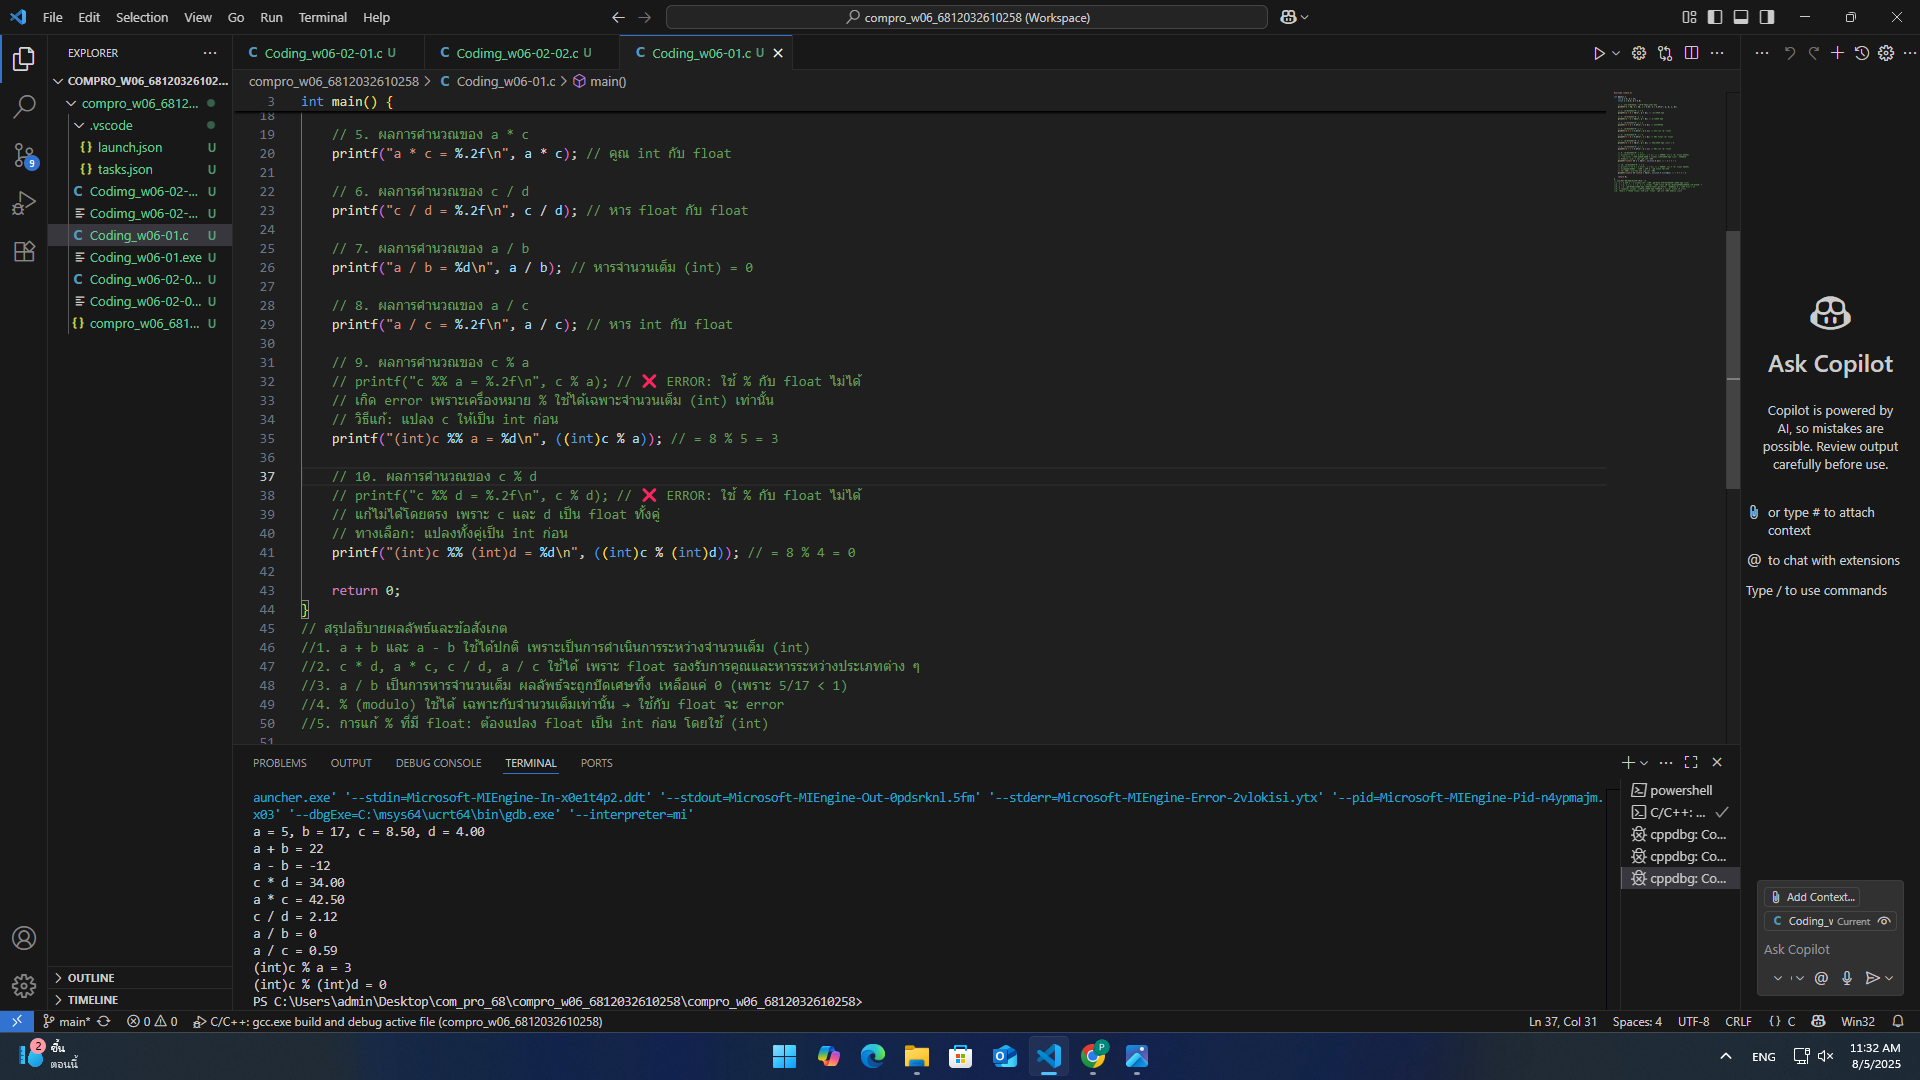 File Edit Selection View Go Run Terminal Help
compro_w06_6812032610258 (Workspace)
EXPLORER
COMPRO_W06_68120326102...
compro_w06_6812... 
.vscode
launch.json U
tasks.json U
Codimg_w06-02-... U
Codimg_w06-02-... U
Coding_w06-01.c U
Coding_w06-01.exe U
Coding_w06-02-0... U
Coding_w06-02-0... U
compro_w06_681... U
OUTLINE
TIMELINE
Coding_w06-02-01.c U
Codimg_w06-02-02.c U
Coding_w06-01.c U
compro_w06_6812032610258 > Coding_w06-01.c > main()
3 int main() {
18
19 // 5. ผลการคำนวณของ a * c
20 printf("a * c = %.2f\n", a * c); // คูณ int กับ float
21
22 // 6. ผลการคำนวณของ c / d
23 printf("c / d = %.2f\n", c / d); // หาร float กับ float
24
25 // 7. ผลการคำนวณของ a / b
26 printf("a / b = %d\n", a / b); // หารจำนวนเต็ม (int) = 0
27
28 // 8. ผลการคำนวณของ a / c
29 printf("a / c = %.2f\n", a / c); // หาร int กับ float
30
31 // 9. ผลการคำนวณของ c % a
32 // printf("c %% a = %.2f\n", c % a); // ❌ ERROR: ใช้ % กับ float ไม่ได้
33 // เกิด error เพราะเครื่องหมาย % ใช้ได้เฉพาะจำนวนเต็ม (int) เท่านั้น
34 // วิธีแก้: แปลง c ให้เป็น int ก่อน
35 printf("(int)c %% a = %d\n", ((int)c % a)); // = 8 % 5 = 3
36
37 // 10. ผลการคำนวณของ c % d
38 // printf("c %% d = %.2f\n", c % d); // ❌ ERROR: ใช้ % กับ float ไม่ได้
39 // แก้ไม่ได้โดยตรง เพราะ c และ d เป็น float ทั้งคู่
40 // ทางเลือก: แปลงทั้งคู่เป็น int ก่อน
41 printf("(int)c %% (int)d = %d\n", ((int)c % (int)d)); // = 8 % 4 = 0
42
43 return 0;
44 }
45 // สรุปอธิบายผลลัพธ์และข้อสังเกต
46 //1. a + b และ a - b ใช้ได้ปกติ เพราะเป็นการดำเนินการระหว่างจำนวนเต็ม (int)
47 //2. c * d, a * c, c / d, a / c ใช้ได้ เพราะ float รองรับการคูณและหารระหว่างประเภทต่าง ๆ
48 //3. a / b เป็นการหารจำนวนเต็ม ผลลัพธ์จะถูกปัดเศษทิ้ง เหลือแค่ 0 (เพราะ 5/17 < 1)
49 //4. % (modulo) ใช้ได้ เฉพาะกับจำนวนเต็มเท่านั้น → ใช้กับ float จะ error
50 //5. การแก้ % ที่มี float: ต้องแปลง float เป็น int ก่อน โดยใช้ (int)
51
PROBLEMS OUTPUT DEBUG CONSOLE TERMINAL PORTS
auncher.exe' '--stdin=Microsoft-MIEngine-In-x0e1t4p2.ddt' '--stdout=Microsoft-MIEngine-Out-0pdsrknl.5fm' '--stderr=Microsoft-MIEngine-Error-2vlokisi.ytx' '--pid=Microsoft-MIEngine-Pid-n4ypmajm.
x03' '--dbgExe=C:\msys64\ucrt64\bin\gdb.exe' '--interpreter=mi'
a = 5, b = 17, c = 8.50, d = 4.00
a + b = 22
a - b = -12
c * d = 34.00
a * c = 42.50
c / d = 2.12
a / b = 0
a / c = 0.59
(int)c % a = 3
(int)c % (int)d = 0
PS C:\Users\admin\Desktop\com_pro_68\compro_w06_6812032610258\compro_w06_6812032610258>
powershell
C/C++: ...
cppdbg: Co...
cppdbg: Co...
cppdbg: Co...
Ask Copilot
Copilot is powered by
AI, so mistakes are
possible. Review output
carefully before use.
or type # to attach
context
@ to chat with extensions
Type / to use commands
Add Context...
Coding_w Current
Ask Copilot
9
main* 0 0 C/C++: gcc.exe build and debug active file (compro_w06_6812032610258)
Ln 37, Col 31 Spaces: 4 UTF-8 CRLF {} C Win32
2
ชื้น
ตอนนี้
P
ENG
11:32 AM
8/5/2025